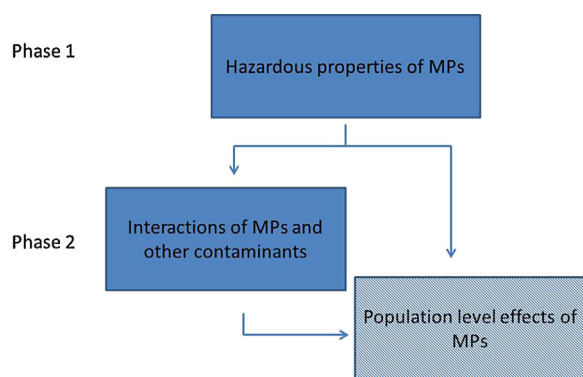 Phase 1
Hazardous properties of MPs
Phase 2
Interactions of MPs and
other contaminants
Population level effects of
MPs